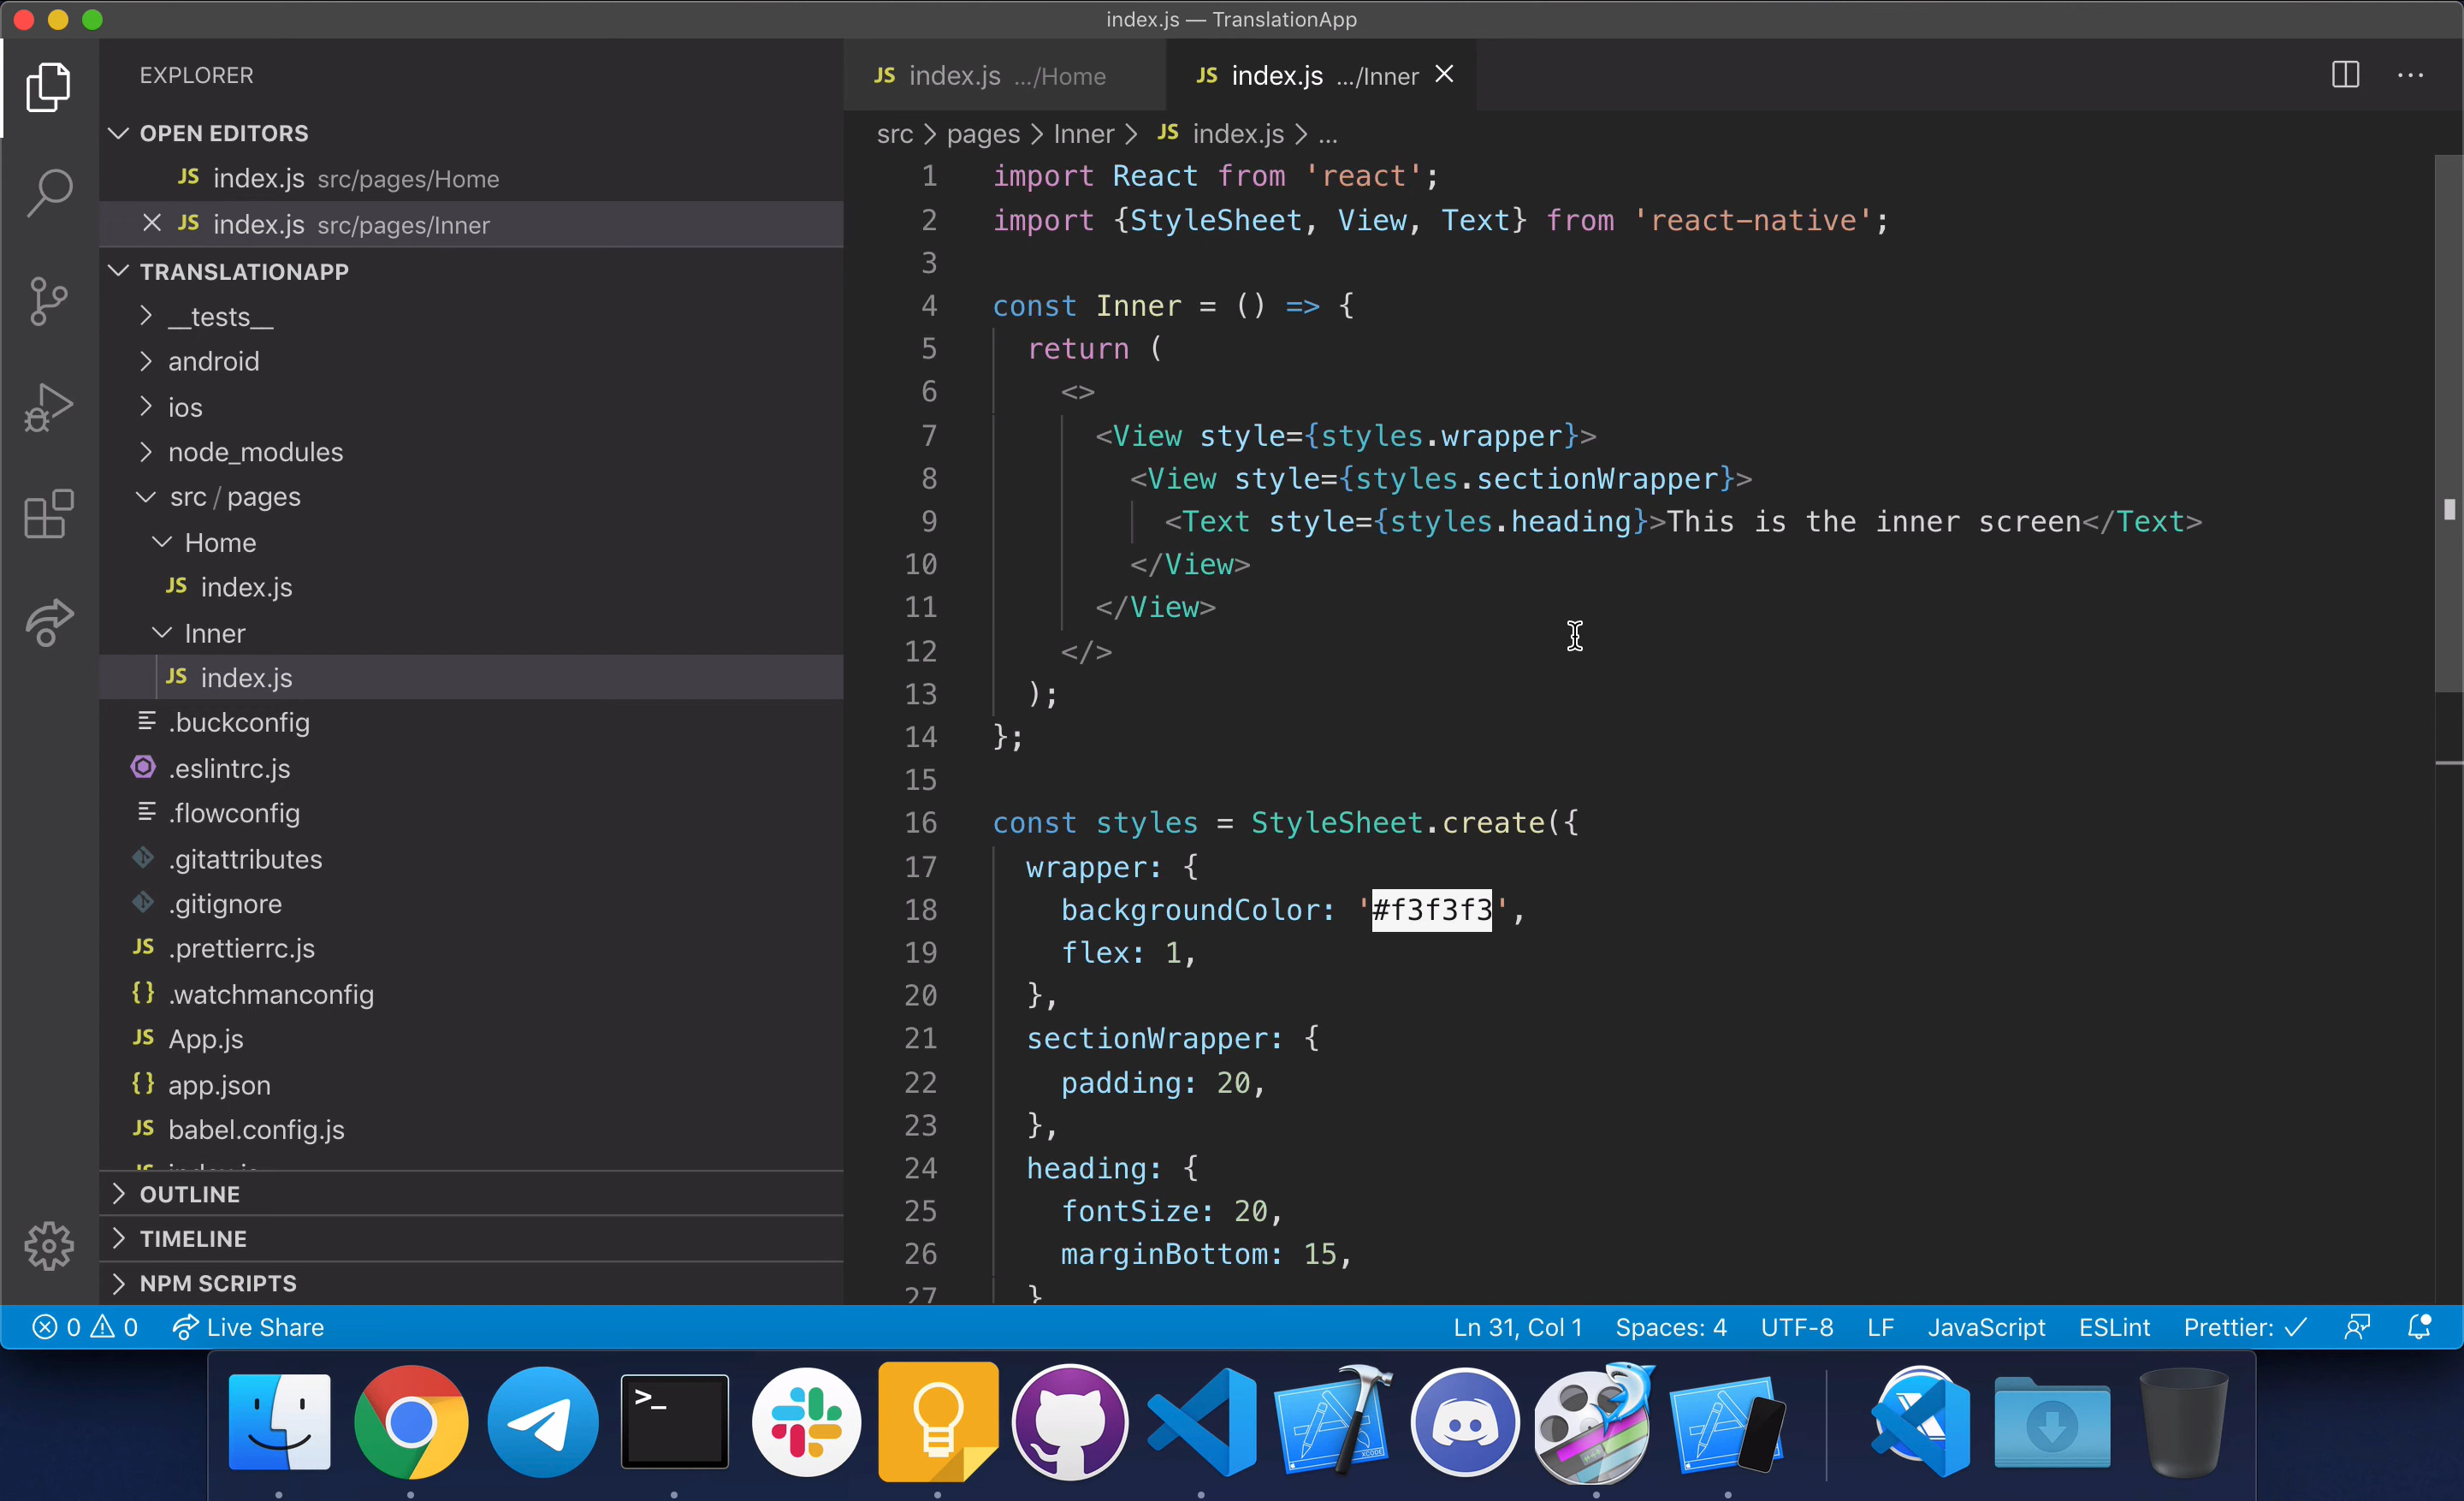 index.js — TranslationApp
EXPLORER
OPEN EDITORS
JS index.js src/pages/Home
JS index.js src/pages/Inner
TRANSLATIONAPP
__tests__
android
ios
node_modules
src / pages
Home
JS index.js
Inner
JS index.js
.buckconfig
.eslintrc.js
.flowconfig
.gitattributes
.gitignore
JS .prettierrc.js
{} .watchmanconfig
JS App.js
{} app.json
JS babel.config.js
JS index.js
OUTLINE
TIMELINE
NPM SCRIPTS
JS index.js .../Home
JS index.js .../Inner
src > pages > Inner > JS index.js > ...
1 import React from 'react';
2 import {StyleSheet, View, Text} from 'react-native';
3
4 const Inner = () => {
5 return (
6 <>
7 <View style={styles.wrapper}>
8 <View style={styles.sectionWrapper}>
9 <Text style={styles.heading}>This is the inner screen</Text>
10 </View>
11 </View>
12 </>
13 );
14 };
15
16 const styles = StyleSheet.create({
17 wrapper: {
18 backgroundColor: '#f3f3f3',
19 flex: 1,
20 },
21 sectionWrapper: {
22 padding: 20,
23 },
24 heading: {
25 fontSize: 20,
26 marginBottom: 15,
27 }
0 0 Live Share
Ln 31, Col 1 Spaces: 4 UTF-8 LF JavaScript ESLint Prettier: ✓
>_
XCODE